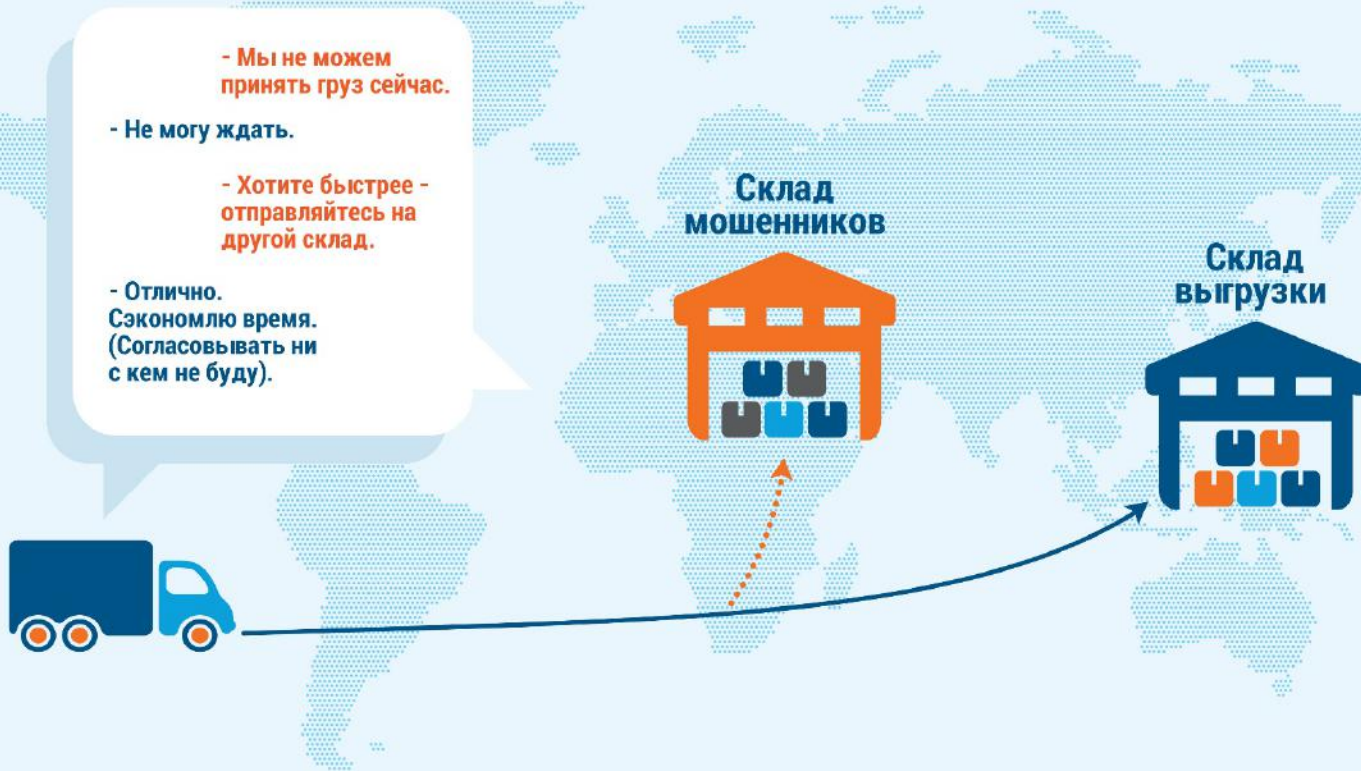 - Мы не можем
принять груз сейчас.
- Не могу ждать.
- Хотите быстрее -
отправляйтесь на
другой склад.
- Отлично.
Сэкономлю время.
(Согласовывать ни
с кем не буду).
Склад
мошенников
Склад
выгрузки